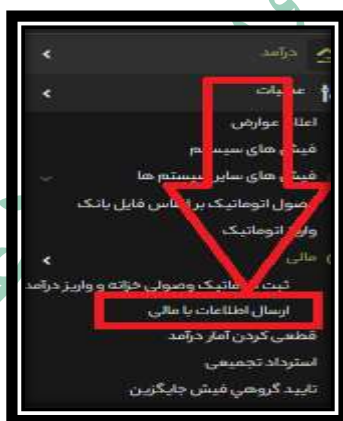 درآمد
عملیات
اعلام عوارض
فیش های سیستم
فیش های سایر سیستم ها
وصول اتوماتیک بر اساس فایل بانک
واریز اتوماتیک
مالی
ثبت اتوماتیک وصولی خزانه و واریز درآمد
ارسال اطلاعات با مالی
قطعی کردن آمار درآمد
استرداد تجمیعی
تایید گروهی فیش جایگزین